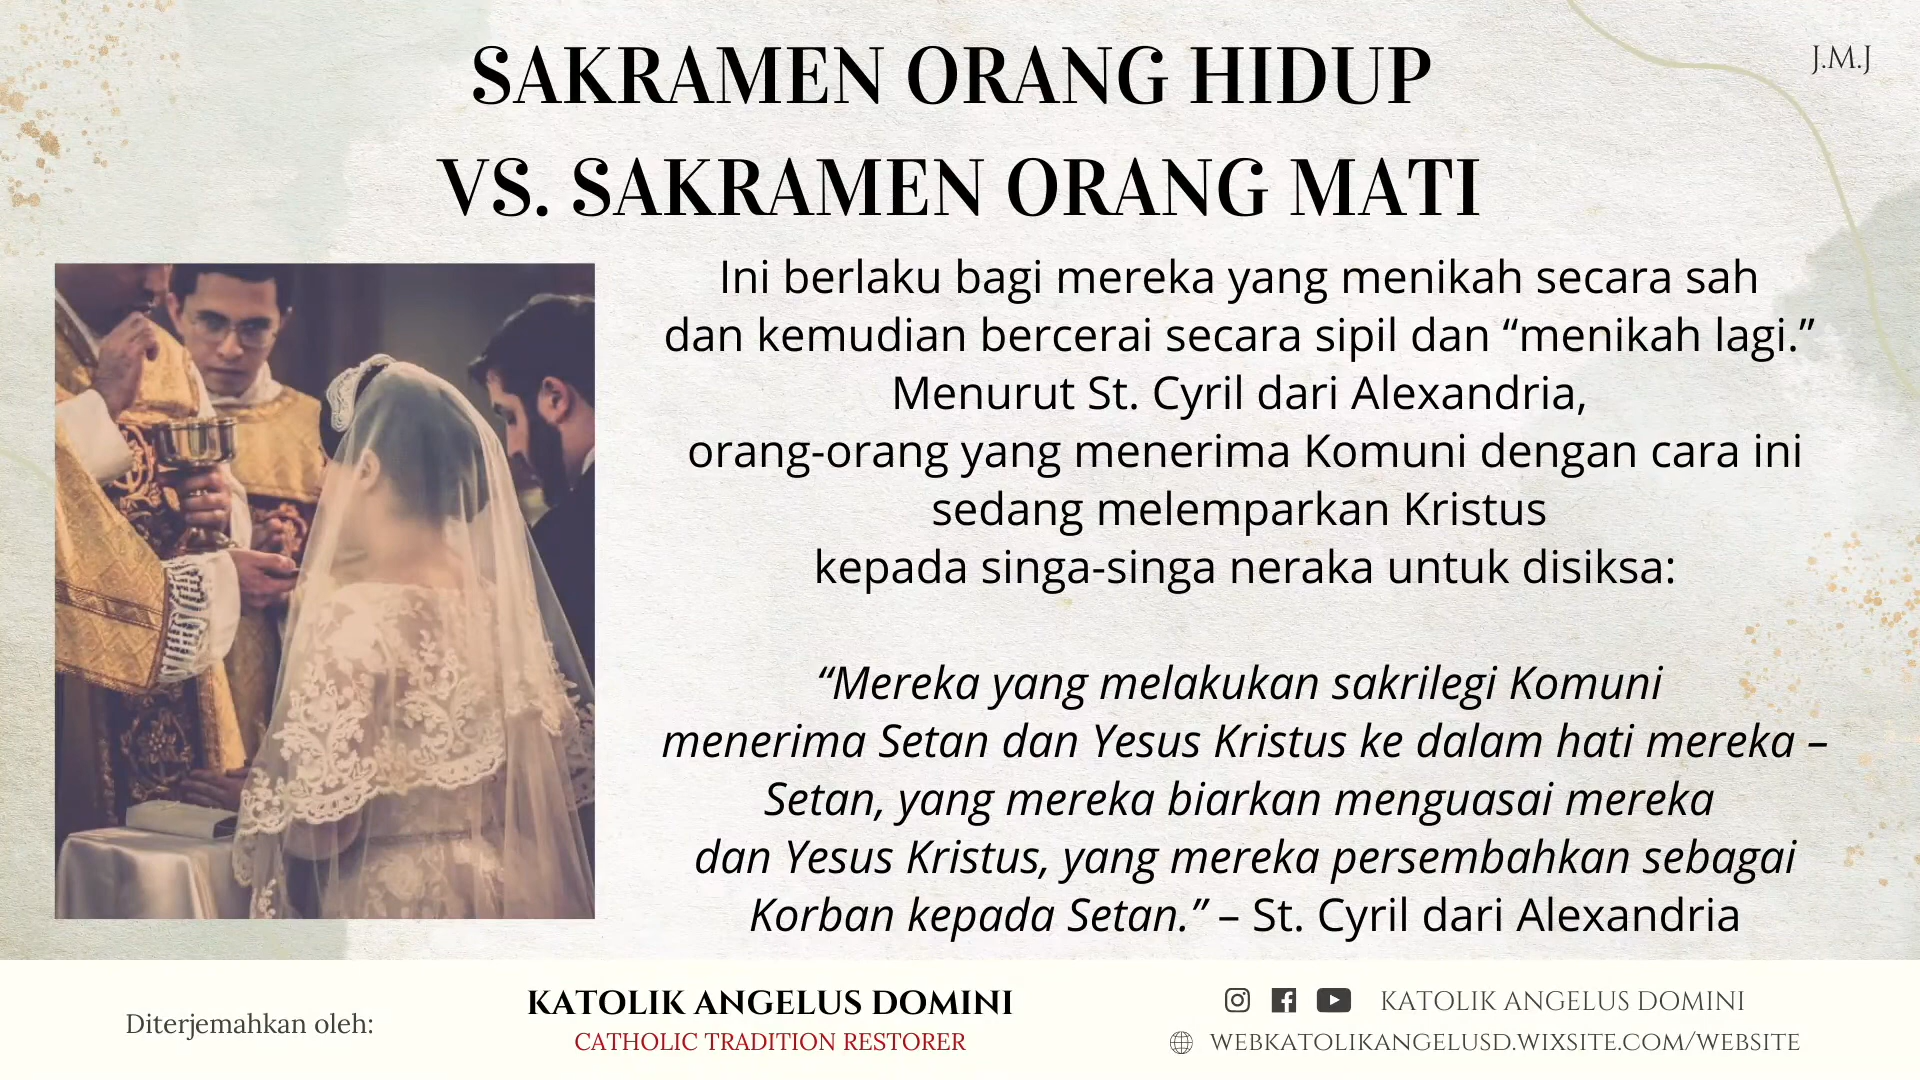 SAKRAMEN ORANG HIDUP
VS. SAKRAMEN ORANG MATI
J.M.J
Ini berlaku bagi mereka yang menikah secara sah
dan kemudian bercerai secara sipil dan “menikah lagi.”
Menurut St. Cyril dari Alexandria,
orang-orang yang menerima Komuni dengan cara ini
sedang melemparkan Kristus
kepada singa-singa neraka untuk disiksa:
“Mereka yang melakukan sakrilegi Komuni
menerima Setan dan Yesus Kristus ke dalam hati mereka –
Setan, yang mereka biarkan menguasai mereka
dan Yesus Kristus, yang mereka persembahkan sebagai
Korban kepada Setan.” – St. Cyril dari Alexandria
Diterjemahkan oleh:
KATOLIK ANGELUS DOMINI
CATHOLIC TRADITION RESTORER
KATOLIK ANGELUS DOMINI
WEBKATOLIKANGELUSD.WIXSITE.COM/WEBSITE